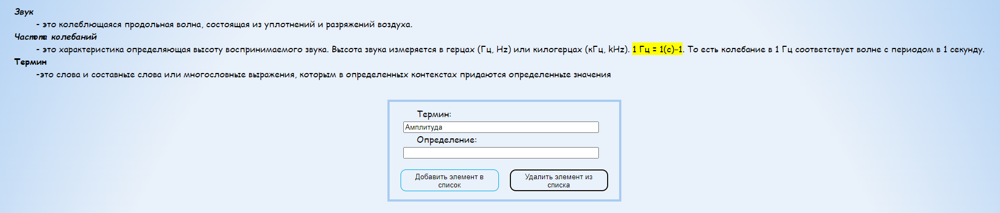 Звук
- это колеблющаяся продольная волна, состоящая из уплотнений и разряжений воздуха.
Частота колебаний
- это характеристика определяющая высоту воспринимаемого звука. Высота звука измеряется в герцах (Гц, Hz) или килогерцах (кГц, kHz). 1 Гц = 1(с)-1. То есть колебание в 1 Гц соответствует волне с периодом в 1 секунду.
Термин
-это слова и составные слова или многословные выражения, которым в определенных контекстах придаются определенные значения
Термин:
Амплитуда
Определение:
Добавить элемент в
список
Удалить элемент из
списка